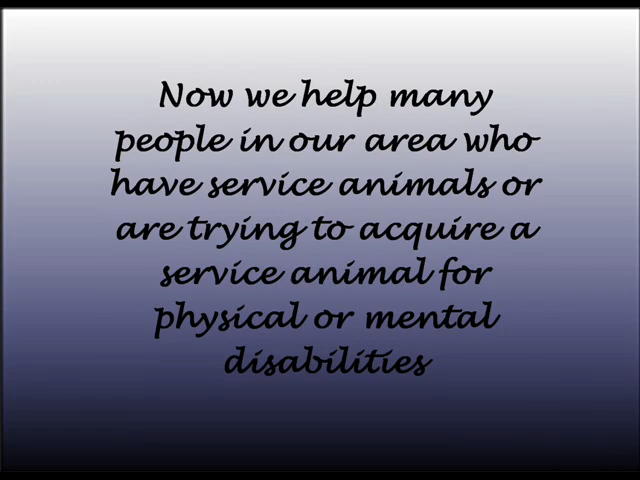 Now we help many
people in our area who
have service animals or
are trying to acquire a
service animal for
physical or mental
disabilities